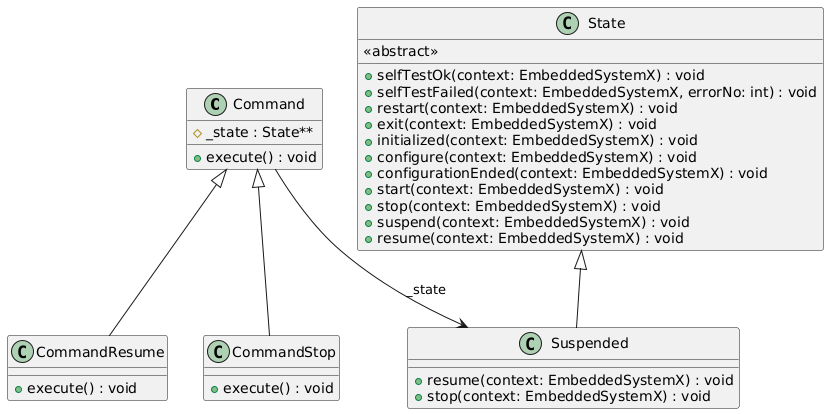 C State
«abstract»
selfTestOk(context: EmbeddedSystemX) : void
selfTestFailed(context: EmbeddedSystemX, errorNo: int) : void
restart(context: EmbeddedSystemX) : void
exit(context: EmbeddedSystemX) : void
initialized(context: EmbeddedSystemX) : void
configure(context: EmbeddedSystemX) : void
configurationEnded(context: EmbeddedSystemX) : void
start(context: EmbeddedSystemX) : void
stop(context: EmbeddedSystemX) : void
suspend(context: EmbeddedSystemX) : void
resume(context: EmbeddedSystemX) : void
C Command
_state : State**
execute() : void
_state
C CommandResume
execute() : void
C CommandStop
execute() : void
C Suspended
resume(context: EmbeddedSystemX) : void
stop(context: EmbeddedSystemX) : void